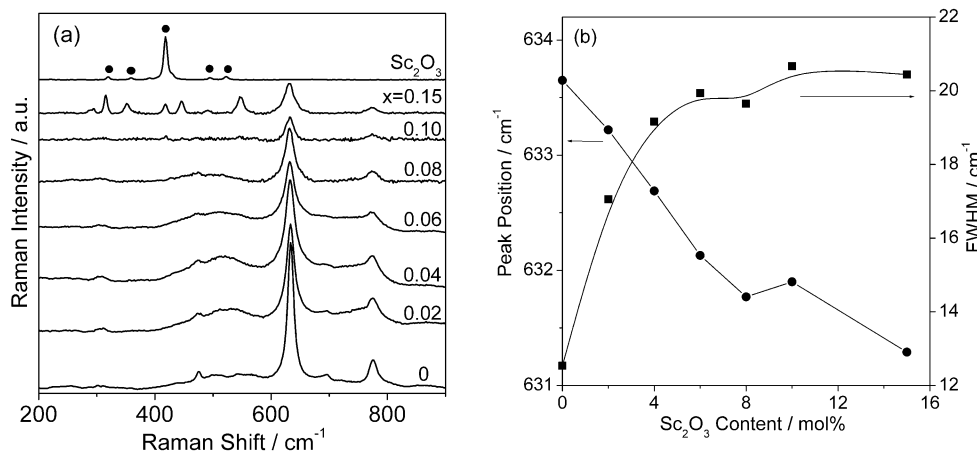 (a)
Sc₂O₃
x=0.15
0.10
0.08
0.06
0.04
0.02
0
200 400 600 800
Raman Shift / cm⁻¹
Raman Intensity / a.u.
(b)
634
633
632
631
Peak Position / cm⁻¹
0 4 8 12 16
Sc₂O₃ Content / mol%
22
20
18
16
14
12
FWHM / cm⁻¹